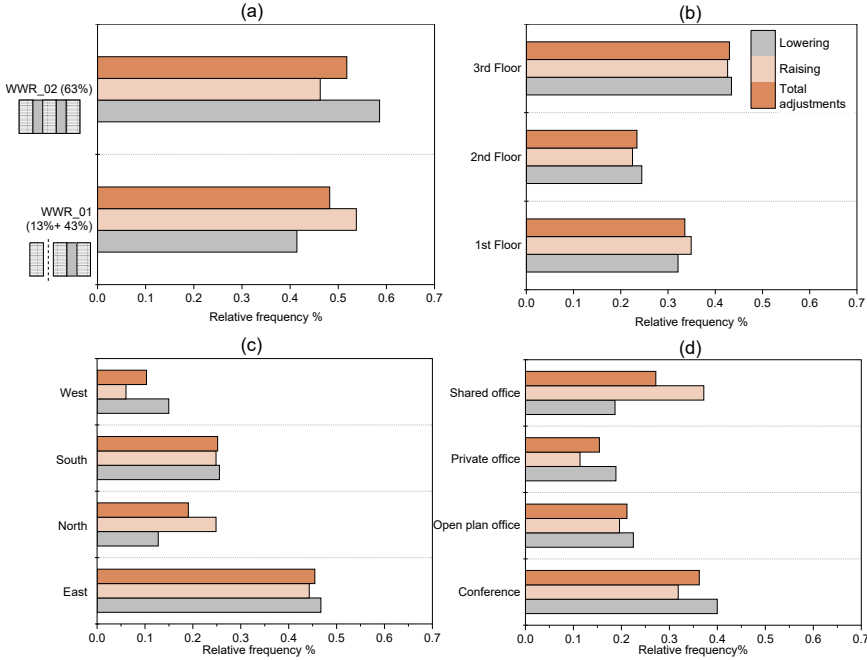 (a)
WWR_02 (63%)
WWR_01
(13%+ 43%)
0.0 0.1 0.2 0.3 0.4 0.5 0.6 0.7
Relative frequency %
(b)
Lowering
Raising
Total
adjustments
3rd Floor
2nd Floor
1st Floor
0.0 0.1 0.2 0.3 0.4 0.5 0.6 0.7
Relative frequency %
(c)
West
South
North
East
0.0 0.1 0.2 0.3 0.4 0.5 0.6 0.7
Relative frequency %
(d)
Shared office
Private office
Open plan office
Conference
0.0 0.1 0.2 0.3 0.4 0.5 0.6 0.7
Relative frequency%